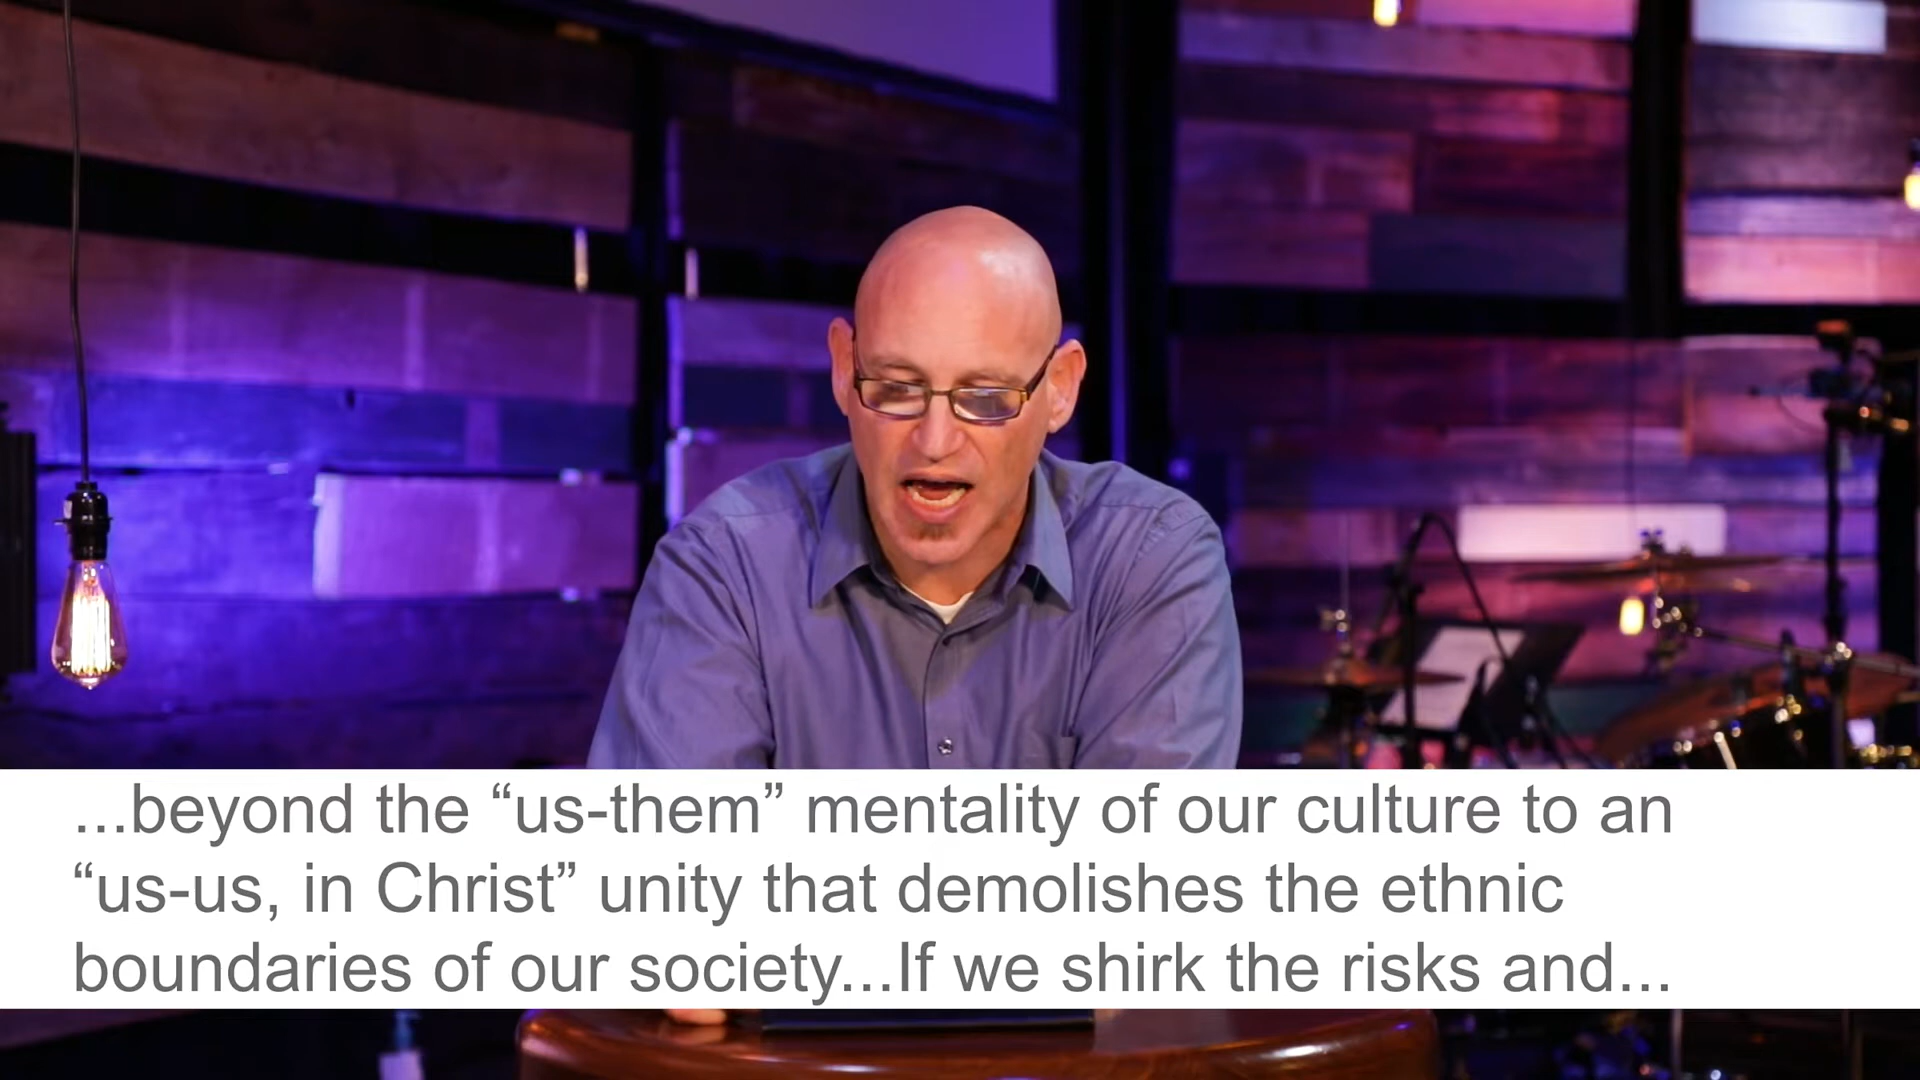 ...beyond the “us-them” mentality of our culture to an
“us-us, in Christ” unity that demolishes the ethnic
boundaries of our society...If we shirk the risks and...